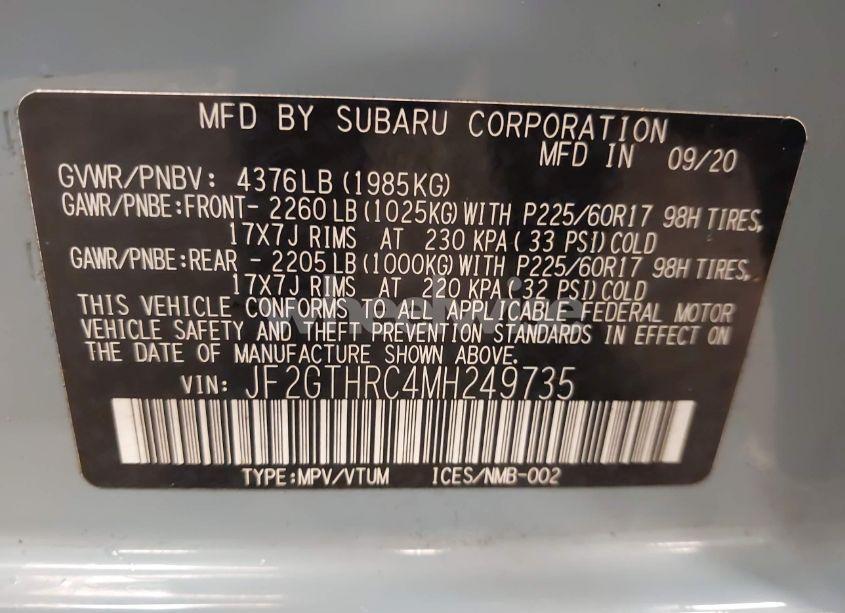 MFD BY SUBARU CORPORATION
MFD IN 09/20
GVWR/PNBV: 4376LB (1985KG)
GAWR/PNBE:FRONT- 2260 LB (1025KG) WITH P225/60R17 98H TIRES,
17X7J RIMS AT 230 KPA ( 33 PSI) COLD
GAWR/PNBE:REAR - 2205 LB (1000KG) WITH P225/60R17 98H TIRES,
17X7J RIMS AT 220 KPA (32 PSI) COLD
THIS VEHICLE CONFORMS TO ALL APPLICABLE FEDERAL MOTOR
VEHICLE SAFETY AND THEFT PREVENTION STANDARDS IN EFFECT ON
THE DATE OF MANUFACTURE SHOWN ABOVE.
VIN: JF2GTHRC4MH249735
TYPE:MPV/VTUM ICES/NMB-002